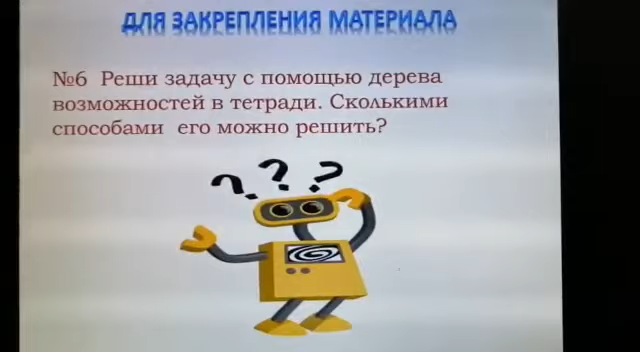 ДЛЯ ЗАКРЕПЛЕНИЯ МАТЕРИАЛА
№6 Реши задачу с помощью дерева
возможностей в тетради. Сколькими
способами его можно решить?
? ? ?